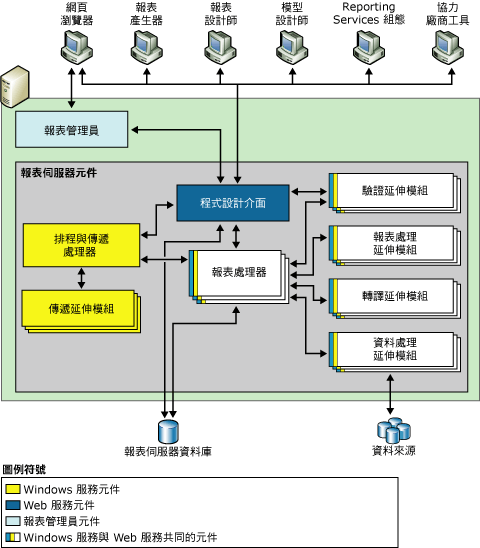 網頁
瀏覽器
報表
產生器
報表
設計師
模型
設計師
Reporting
Services 組態
協力
廠商工具
報表管理員
報表伺服器元件
程式設計介面
驗證延伸模組
排程與傳遞
處理器
報表處理器
報表處理
延伸模組
傳遞延伸模組
轉譯延伸模組
資料處理
延伸模組
報表伺服器資料庫
資料來源
圖例符號
Windows 服務元件
Web 服務元件
報表管理員元件
Windows 服務與 Web 服務共同的元件